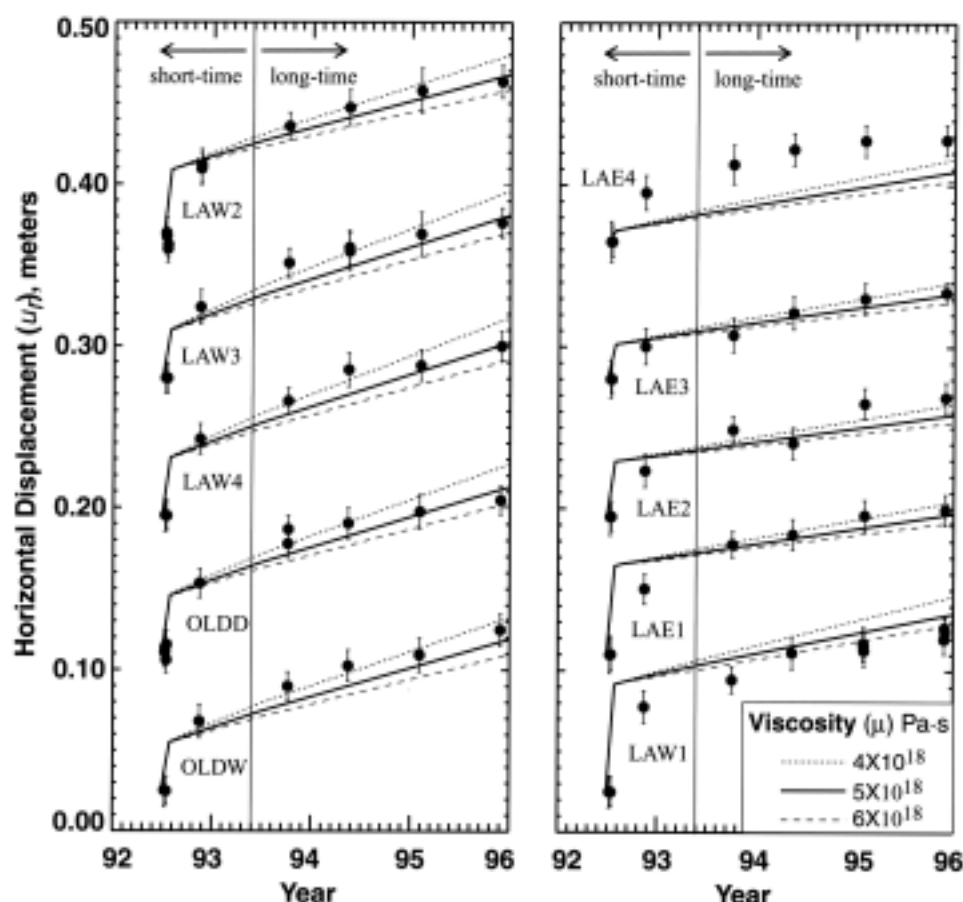 Horizontal Displacement (u_r), meters
0.50
0.40
0.30
0.20
0.10
0.00
short-time long-time
LAW2
LAW3
LAW4
OLDD
OLDW
92 93 94 95 96
Year
short-time long-time
LAE4
LAE3
LAE2
LAE1
LAW1
Viscosity (μ) Pa-s
4X10^18
5X10^18
6X10^18
92 93 94 95 96
Year